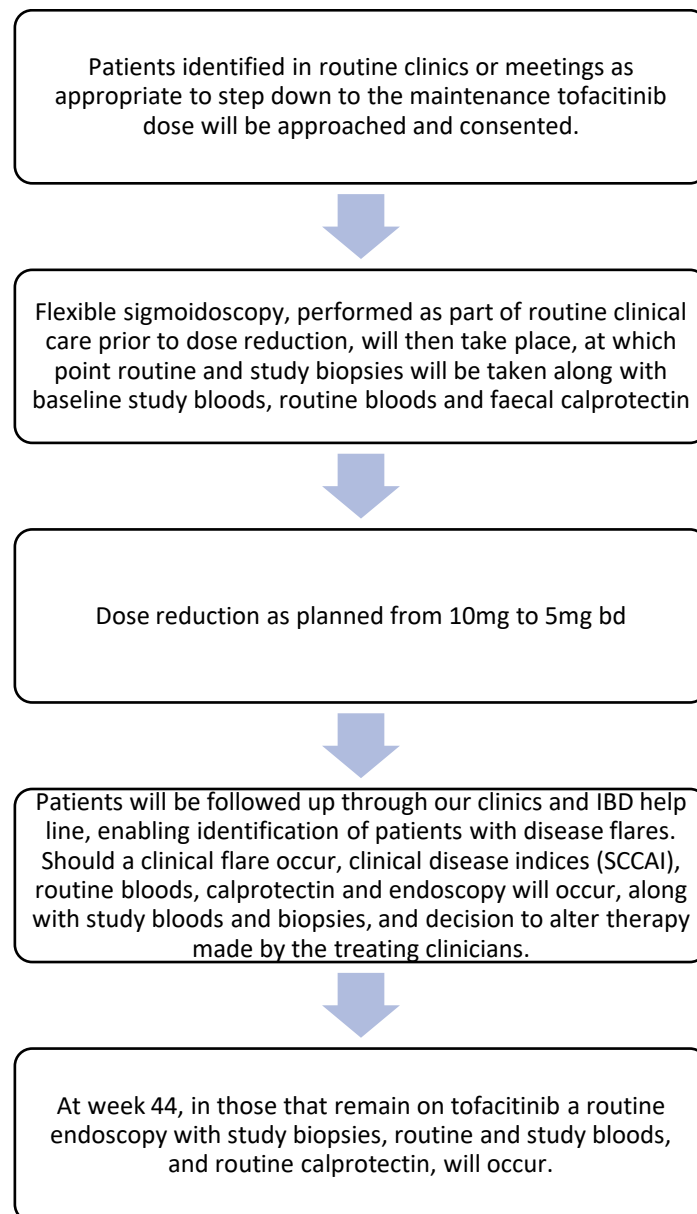 Patients identified in routine clinics or meetings as
appropriate to step down to the maintenance tofacitinib
dose will be approached and consented.
Flexible sigmoidoscopy, performed as part of routine clinical
care prior to dose reduction, will then take place, at which
point routine and study biopsies will be taken along with
baseline study bloods, routine bloods and faecal calprotectin
Dose reduction as planned from 10mg to 5mg bd
Patients will be followed up through our clinics and IBD help
line, enabling identification of patients with disease flares.
Should a clinical flare occur, clinical disease indices (SCCAI),
routine bloods, calprotectin and endoscopy will occur, along
with study bloods and biopsies, and decision to alter therapy
made by the treating clinicians.
At week 44, in those that remain on tofacitinib a routine
endoscopy with study biopsies, routine and study bloods,
and routine calprotectin, will occur.